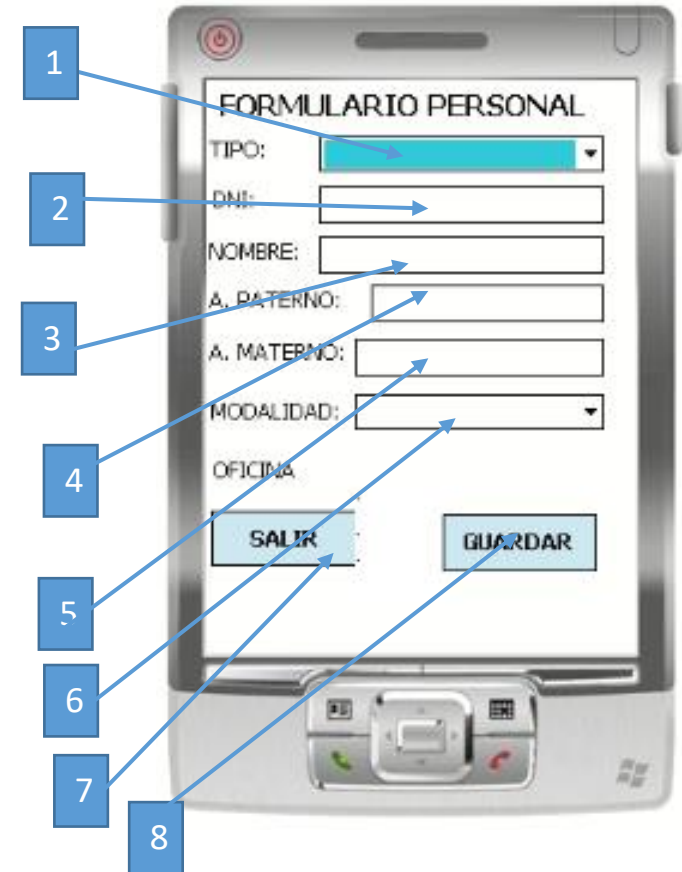 1
FORMULARIO PERSONAL
TIPO:
2
DNI:
NOMBRE:
3
A. PATERNO:
A. MATERNO:
MODALIDAD:
4
OFICINA
SALIR
GUARDAR
5
6
7
8